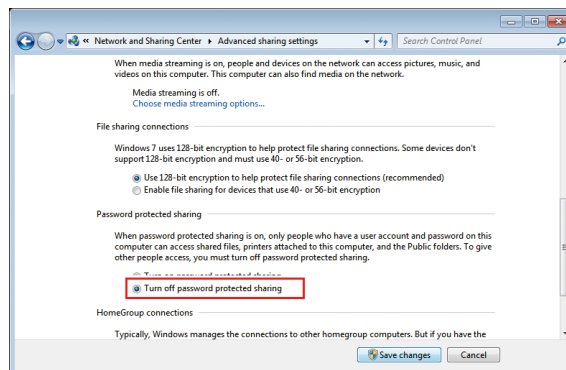 « Network and Sharing Center ▸ Advanced sharing settings
Search Control Panel
When media streaming is on, people and devices on the network can access pictures, music, and
videos on this computer. This computer can also find media on the network.
Media streaming is off.
Choose media streaming options...
File sharing connections
Windows 7 uses 128-bit encryption to help protect file sharing connections. Some devices don't
support 128-bit encryption and must use 40- or 56-bit encryption.
Use 128-bit encryption to help protect file sharing connections (recommended)
Enable file sharing for devices that use 40- or 56-bit encryption
Password protected sharing
When password protected sharing is on, only people who have a user account and password on this
computer can access shared files, printers attached to this computer, and the Public folders. To give
other people access, you must turn off password protected sharing.
Turn on password protected sharing
Turn off password protected sharing
HomeGroup connections
Typically, Windows manages the connections to other homegroup computers. But if you have the
Save changes
Cancel